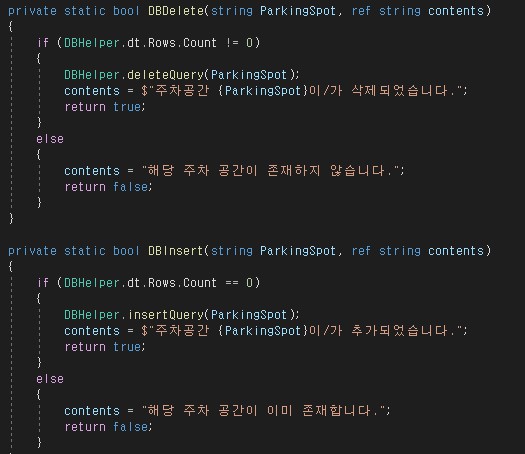 private static bool DBDelete(string ParkingSpot, ref string contents)
{
if (DBHelper.dt.Rows.Count != 0)
{
DBHelper.deleteQuery(ParkingSpot);
contents = $"주차공간 {ParkingSpot}이/가 삭제되었습니다.";
return true;
}
else
{
contents = "해당 주차 공간이 존재하지 않습니다.";
return false;
}
}
private static bool DBInsert(string ParkingSpot, ref string contents)
{
if (DBHelper.dt.Rows.Count == 0)
{
DBHelper.insertQuery(ParkingSpot);
contents = $"주차공간 {ParkingSpot}이/가 추가되었습니다.";
return true;
}
else
{
contents = "해당 주차 공간이 이미 존재합니다.";
return false;
}
}